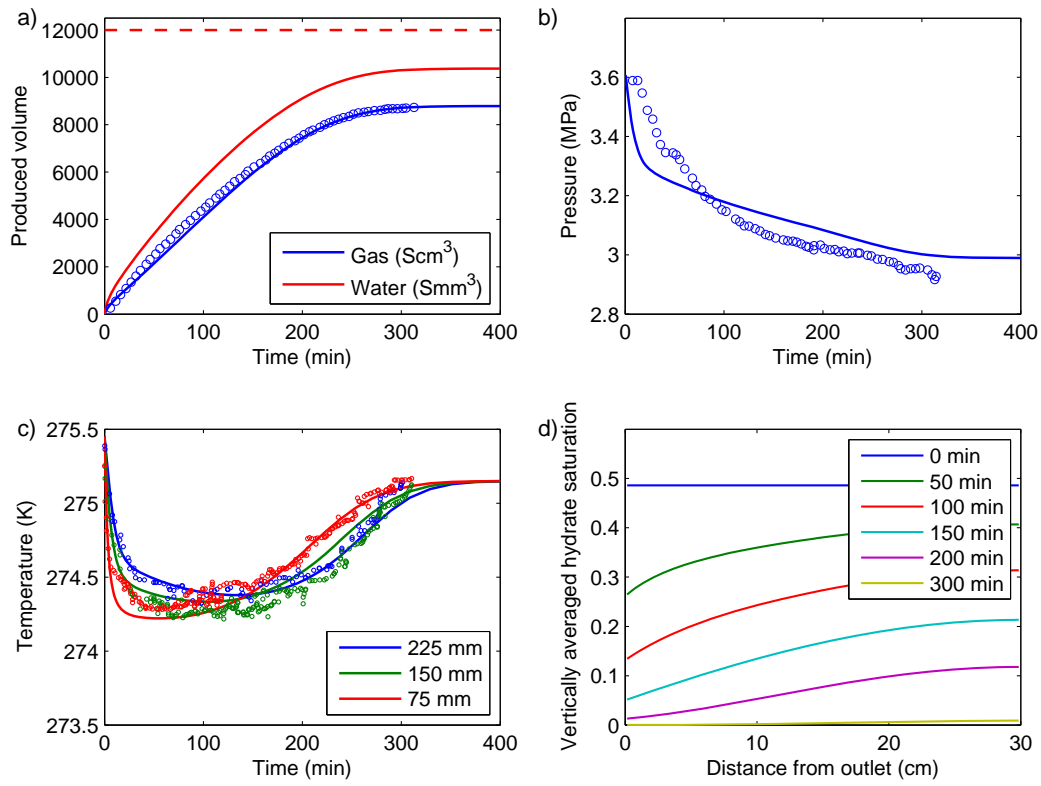 a)
Produced volume
12000
10000
8000
6000
4000
2000
0
0 100 200 300 400
Time (min)
Gas (Scm³)
Water (Smm³)
b)
Pressure (MPa)
3.6
3.2
2.8
0 100 200 300 400
Time (min)
c)
Temperature (K)
275.5
275
274.5
274
273.5
0 100 200 300 400
Time (min)
225 mm
150 mm
75 mm
d)
Vertically averaged hydrate saturation
0.5
0.4
0.3
0.2
0.1
0
0 10 20 30
Distance from outlet (cm)
0 min
50 min
100 min
150 min
200 min
300 min